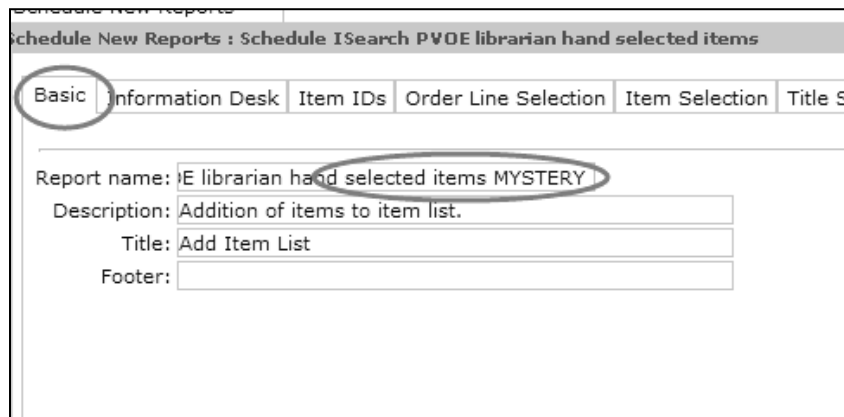 Schedule New Reports
Schedule New Reports : Schedule ISearch PVOE librarian hand selected items
Basic Information Desk Item IDs Order Line Selection Item Selection Title S
Report name: OE librarian hand selected items MYSTERY
Description: Addition of items to item list.
Title: Add Item List
Footer: